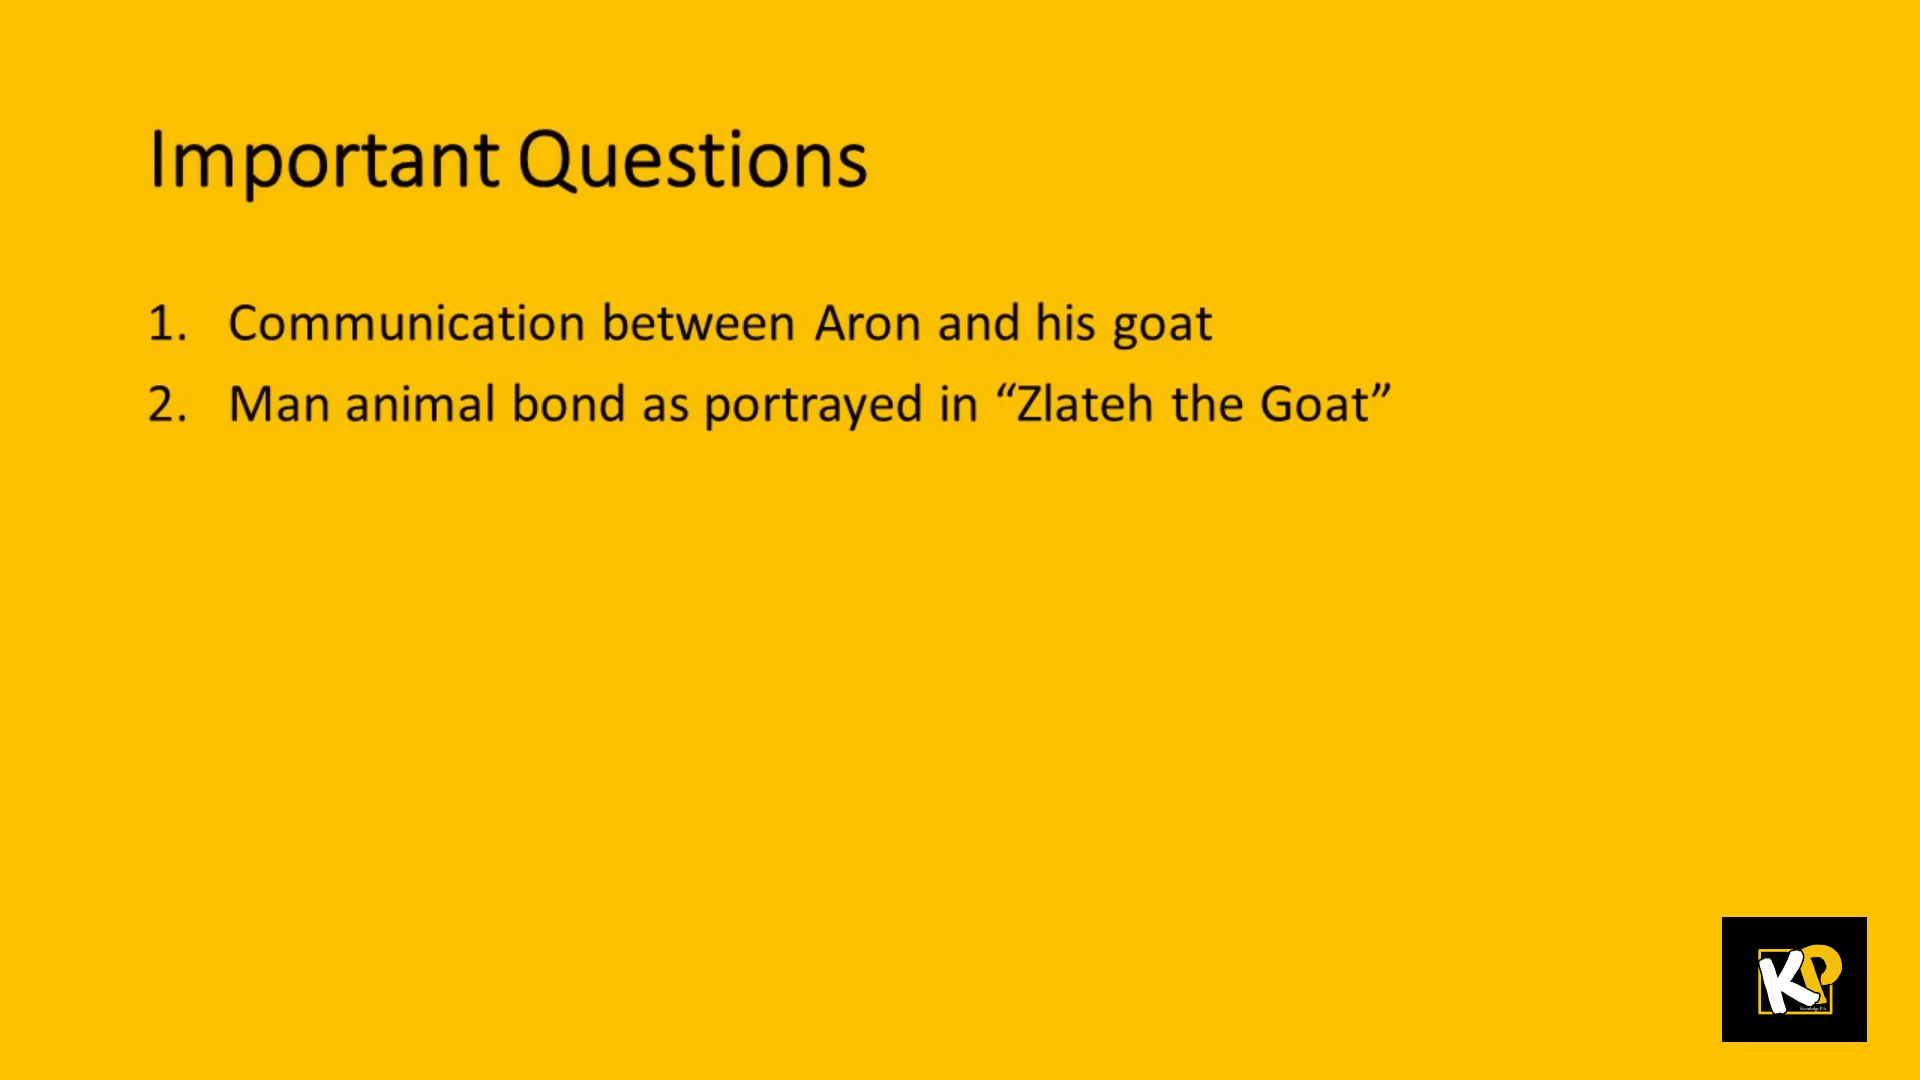 Important Questions
1. Communication between Aron and his goat
2. Man animal bond as portrayed in “Zlateh the Goat”
KP